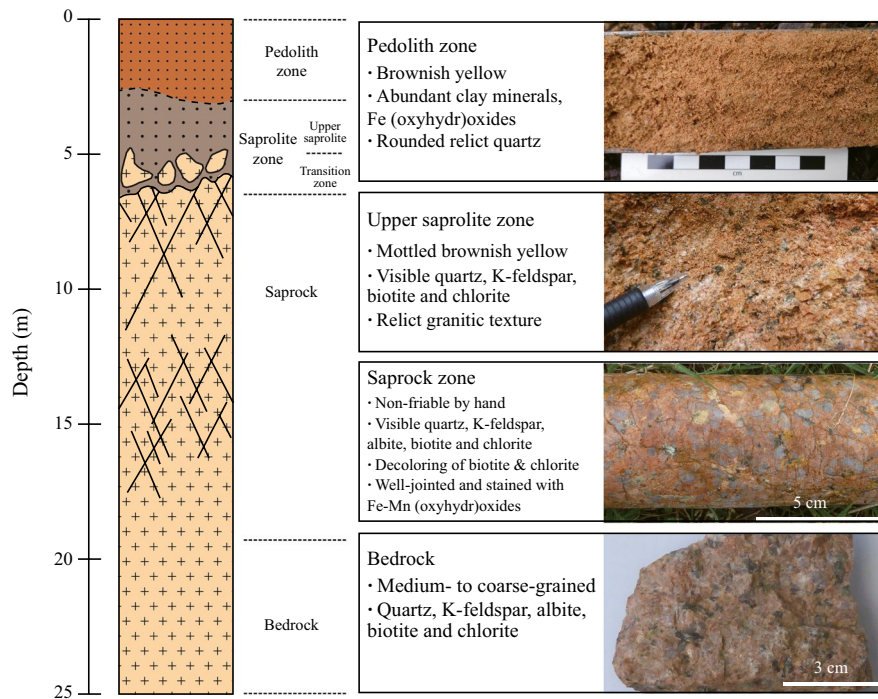 Depth (m)
0
5
10
15
20
25
Pedolith
zone
Saprolite
zone
Upper
saprolite
Transition
zone
Saprock
Bedrock
Pedolith zone
· Brownish yellow
· Abundant clay minerals,
Fe (oxyhydr)oxides
· Rounded relict quartz
cm
Upper saprolite zone
· Mottled brownish yellow
· Visible quartz, K-feldspar,
biotite and chlorite
· Relict granitic texture
Saprock zone
· Non-friable by hand
· Visible quartz, K-feldspar,
albite, biotite and chlorite
· Decoloring of biotite & chlorite
· Well-jointed and stained with
Fe-Mn (oxyhydr)oxides
5 cm
Bedrock
· Medium- to coarse-grained
· Quartz, K-feldspar, albite,
biotite and chlorite
3 cm